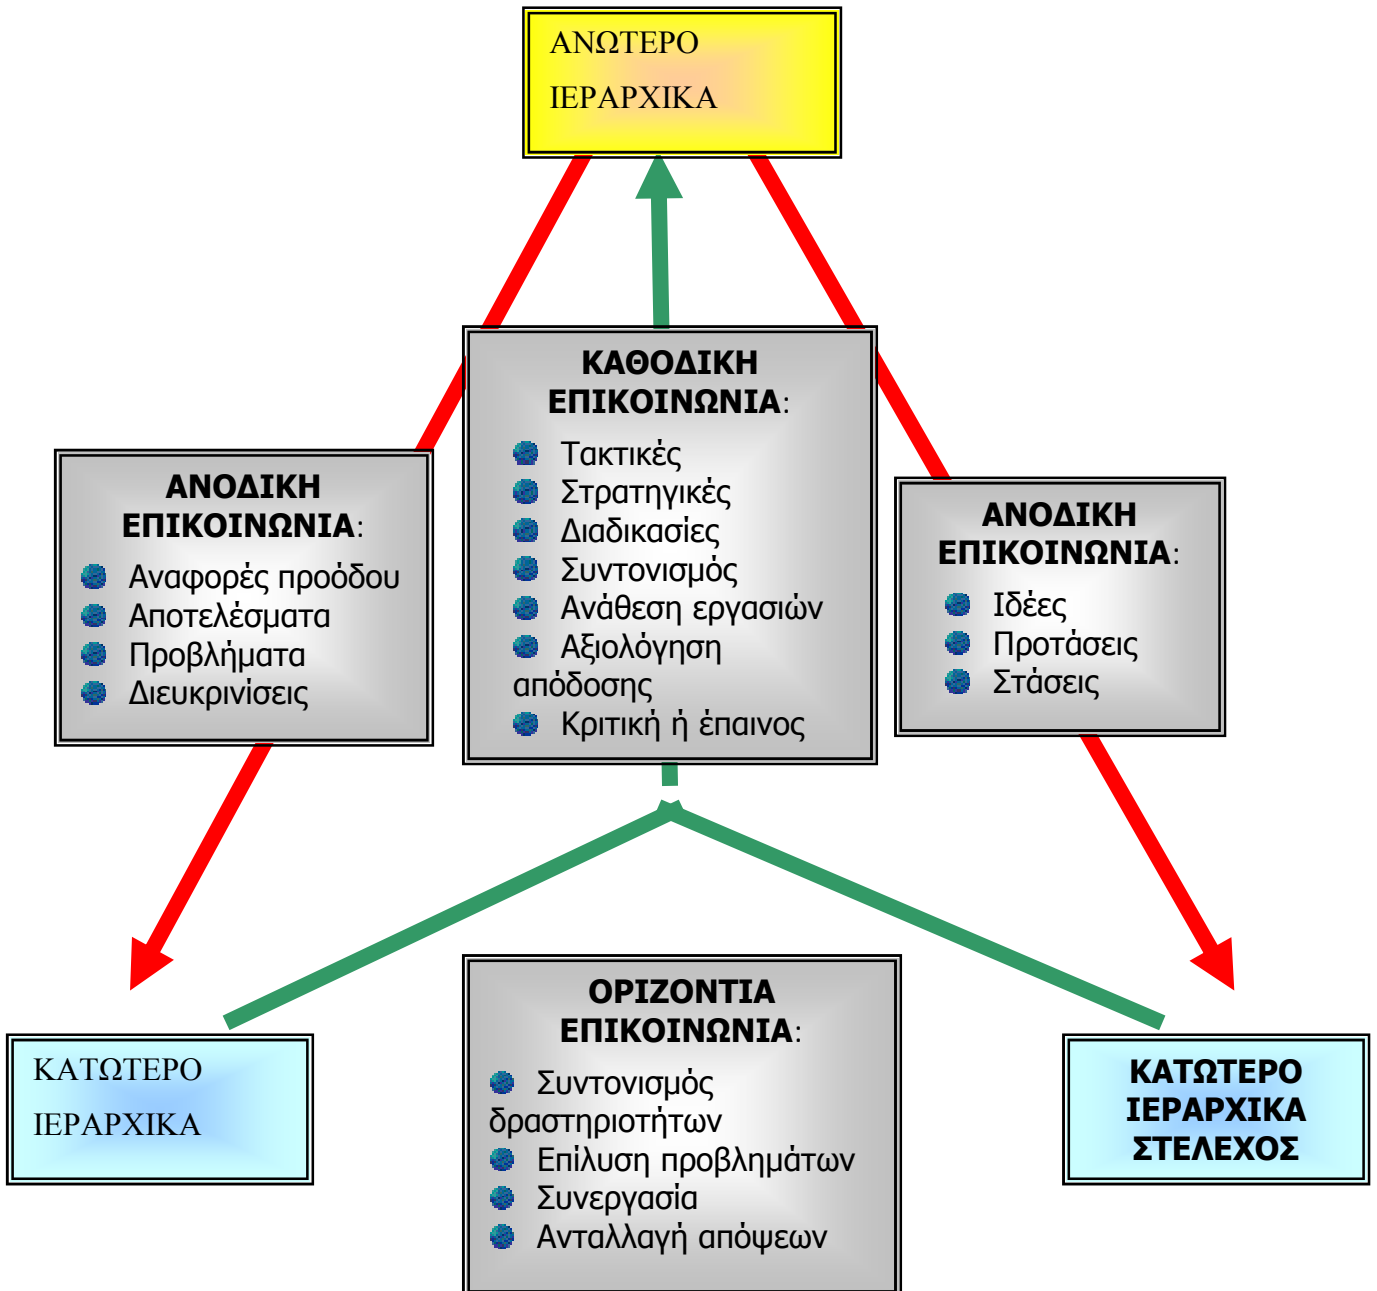 ΑΝΩΤΕΡΟ
ΙΕΡΑΡΧΙΚΑ
ΚΑΘΟΔΙΚΗ
ΕΠΙΚΟΙΝΩΝΙΑ:
Τακτικές
Στρατηγικές
Διαδικασίες
Συντονισμός
Ανάθεση εργασιών
Αξιολόγηση
απόδοσης
Κριτική ή έπαινος
ΑΝΟΔΙΚΗ
ΕΠΙΚΟΙΝΩΝΙΑ:
Αναφορές προόδου
Αποτελέσματα
Προβλήματα
Διευκρινίσεις
ΑΝΟΔΙΚΗ
ΕΠΙΚΟΙΝΩΝΙΑ:
Ιδέες
Προτάσεις
Στάσεις
ΟΡΙΖΟΝΤΙΑ
ΕΠΙΚΟΙΝΩΝΙΑ:
Συντονισμός
δραστηριοτήτων
Επίλυση προβλημάτων
Συνεργασία
Ανταλλαγή απόψεων
ΚΑΤΩΤΕΡΟ
ΙΕΡΑΡΧΙΚΑ
ΚΑΤΩΤΕΡΟ
ΙΕΡΑΡΧΙΚΑ
ΣΤΕΛΕΧΟΣ